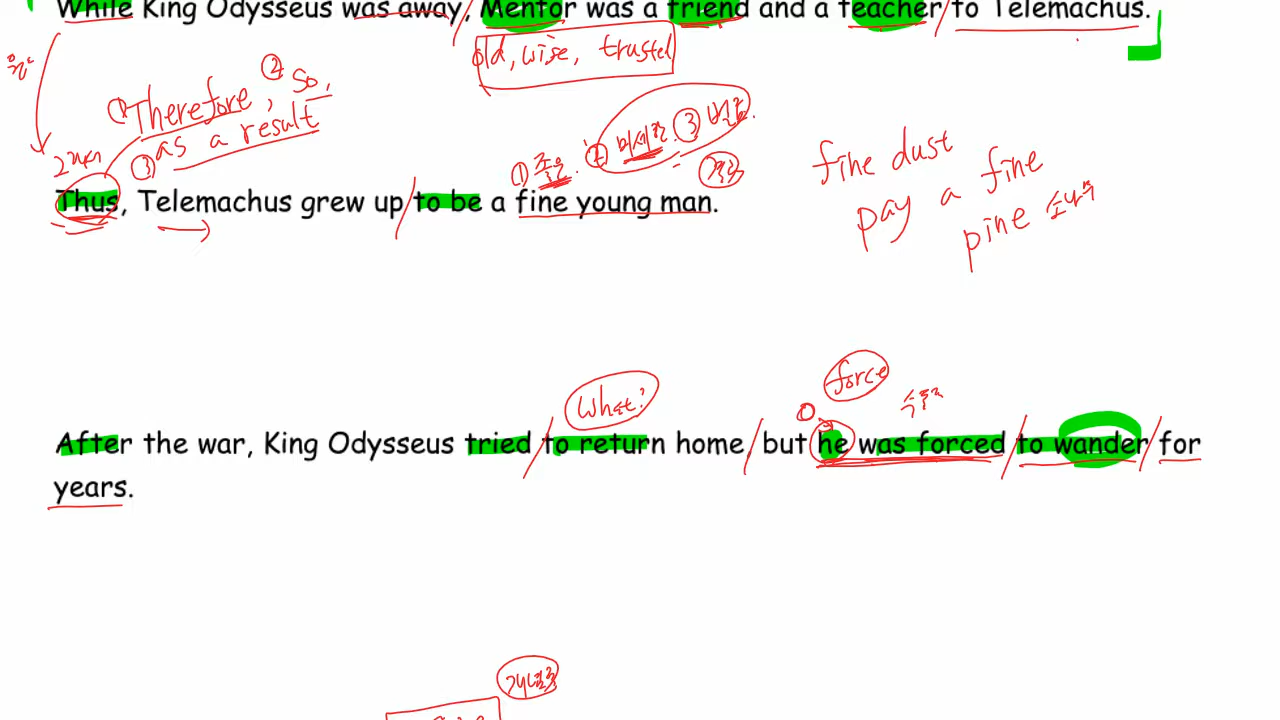 While King Odysseus was away, Mentor was a friend and a teacher to Telemachus.
old, wise, trusted
① Therefore, ② so,
③ as a result
① 좋은. ② 미세한 ③ 벌금.
fine dust
pay a fine
pine 소나무
Thus, Telemachus grew up to be a fine young man.
force
What?
After the war, King Odysseus tried to return home, but he was forced to wander for
years.